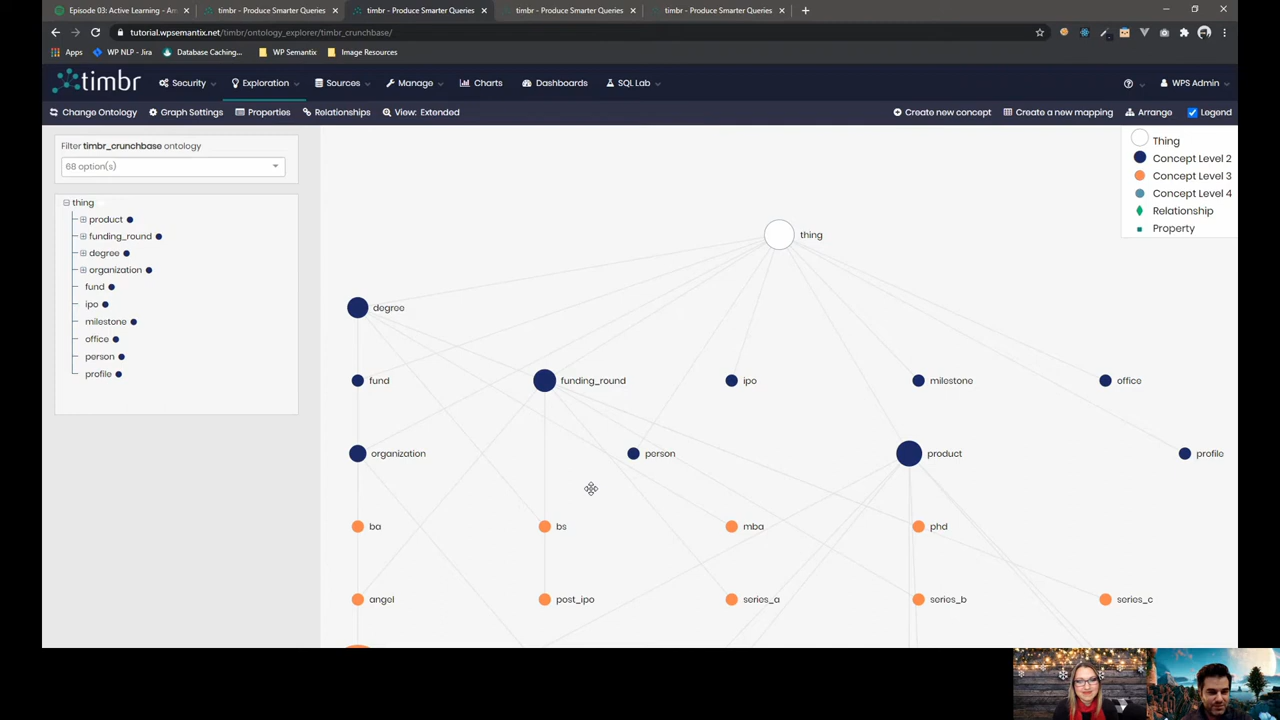 Episode 03: Active Learning - An
timbr - Produce Smarter Queries
timbr - Produce Smarter Queries
timbr - Produce Smarter Queries
timbr - Produce Smarter Queries
tutorial.wpsemantix.net/timbr/ontology_explorer/timbr_crunchbase/
Apps
WP NLP - Jira
Database Caching...
WP Semantix
Image Resources
timbr
Security
Exploration
Sources
Manage
Charts
Dashboards
SQL Lab
WPS Admin
Change Ontology
Graph Settings
Properties
Relationships
View: Extended
Create new concept
Create a new mapping
Arrange
Legend
Filter timbr_crunchbase ontology
68 option(s)
thing
product
funding_round
degree
organization
fund
ipo
milestone
office
person
profile
Thing
Concept Level 2
Concept Level 3
Concept Level 4
Relationship
Property
thing
degree
fund
funding_round
ipo
milestone
office
organization
person
product
profile
ba
bs
mba
phd
angel
post_ipo
series_a
series_b
series_c